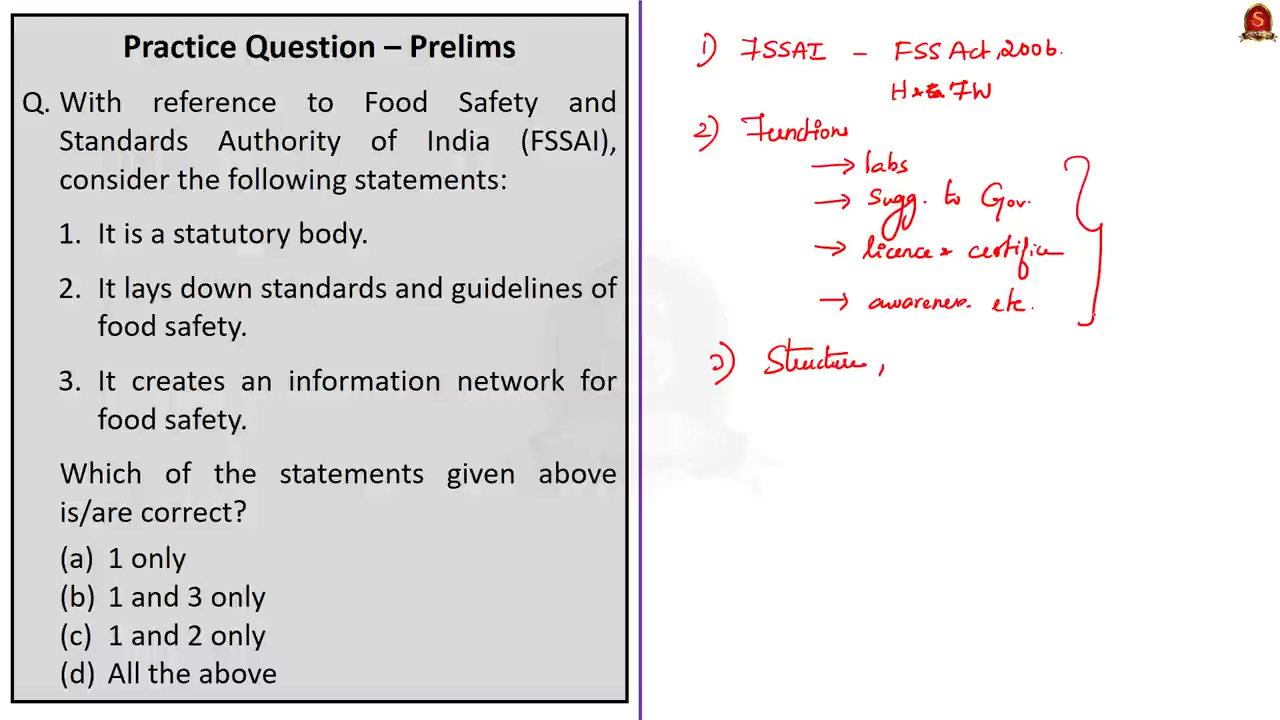 Practice Question – Prelims
Q. With reference to Food Safety and
Standards Authority of India (FSSAI),
consider the following statements:
1. It is a statutory body.
2. It lays down standards and guidelines of
food safety.
3. It creates an information network for
food safety.
Which of the statements given above
is/are correct?
(a) 1 only
(b) 1 and 3 only
(c) 1 and 2 only
(d) All the above
1) FSSAI – FSS Act, 2006.
H & FW
2) Functions
→ labs
→ sugg. to Gov.
→ licence & certific
→ awareness. etc.
3) Structure,
S